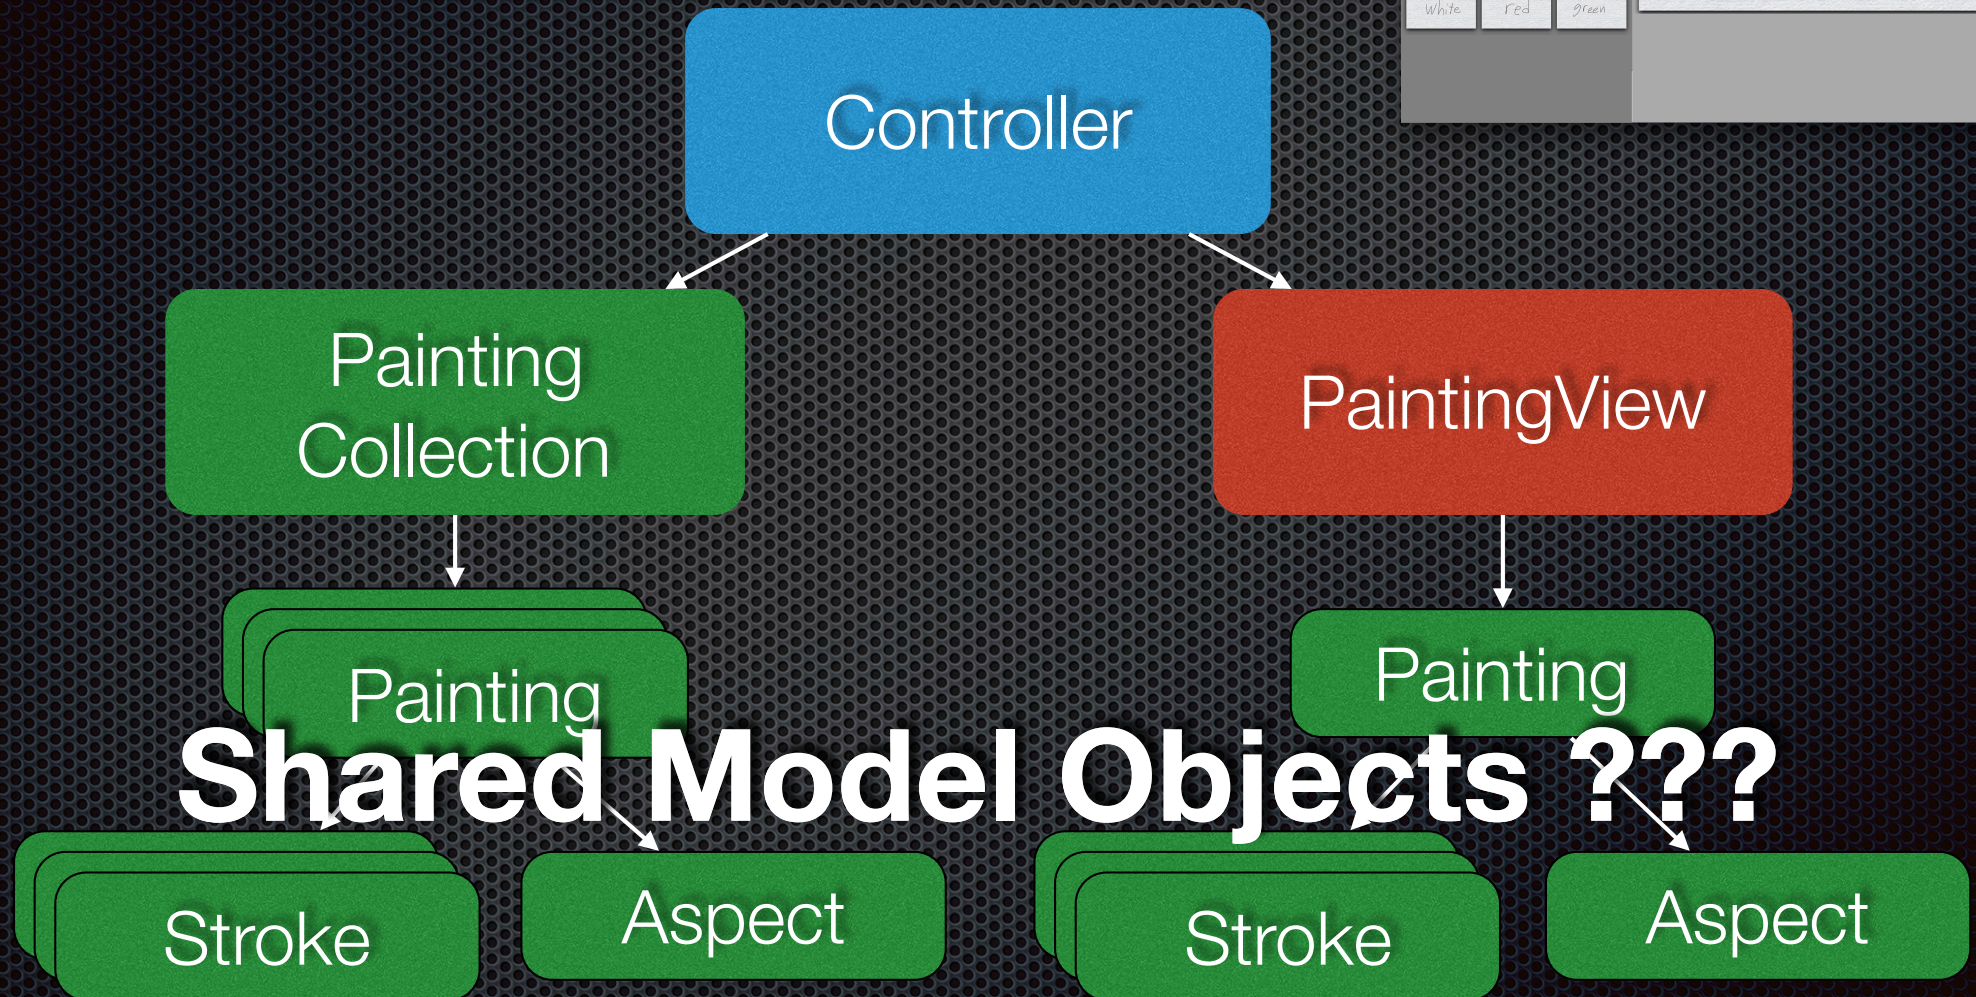 White red green
Controller
Painting
Collection
PaintingView
Painting
Painting
Shared Model Objects ???
Stroke
Aspect
Stroke
Aspect